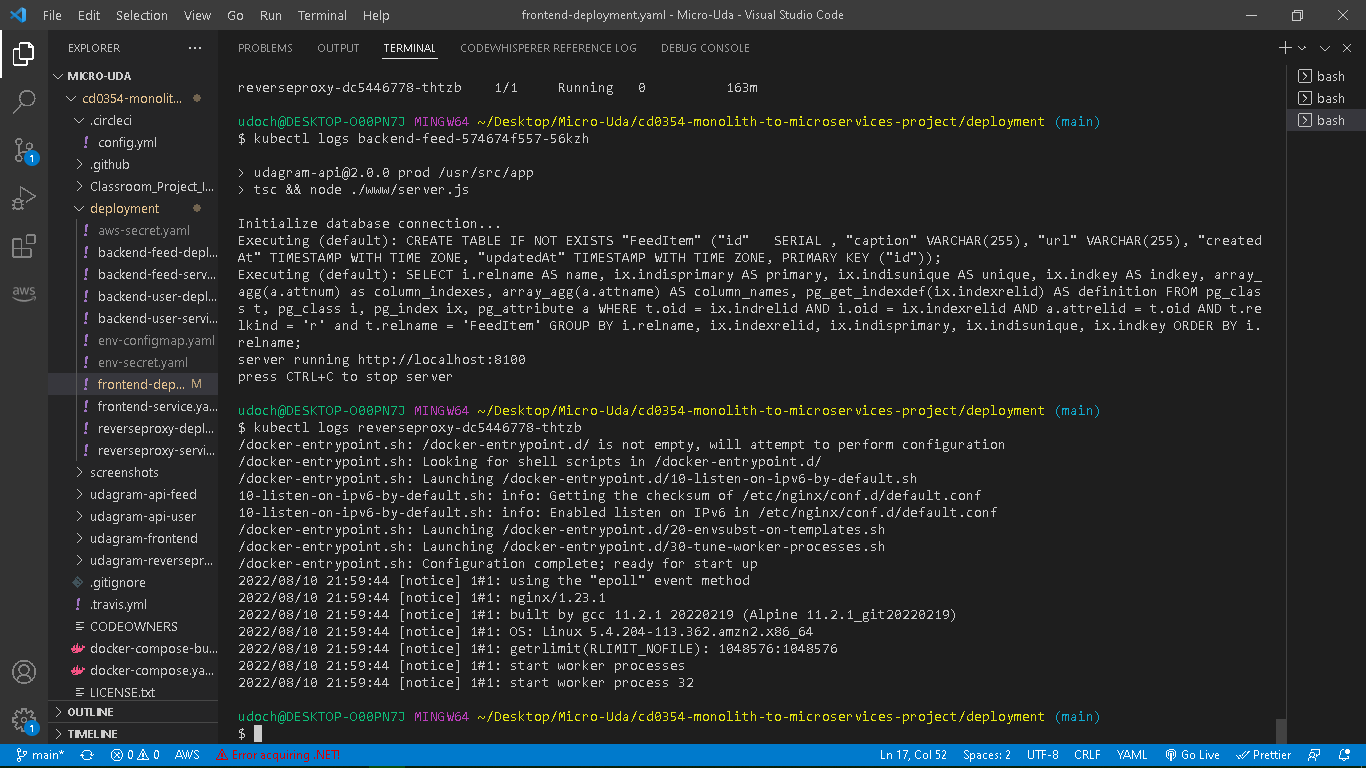 File Edit Selection View Go Run Terminal Help
frontend-deployment.yaml - Micro-Uda - Visual Studio Code
EXPLORER
MICRO-UDA
cd0354-monolit...
.circleci
config.yml
.github
Classroom_Project_I...
deployment
aws-secret.yaml
backend-feed-depl...
backend-feed-serv...
backend-user-depl...
backend-user-servi...
env-configmap.yaml
env-secret.yaml
frontend-dep... M
frontend-service.ya...
reverseproxy-depl...
reverseproxy-servi...
screenshots
udagram-api-feed
udagram-api-user
udagram-frontend
udagram-reversepr...
.gitignore
.travis.yml
CODEOWNERS
docker-compose-bu...
docker-compose.ya...
LICENSE.txt
OUTLINE
TIMELINE
aws
1
1
PROBLEMS OUTPUT TERMINAL CODEWHISPERER REFERENCE LOG DEBUG CONSOLE
reverseproxy-dc5446778-thtzb 1/1 Running 0 163m
udoch@DESKTOP-O00PN7J MINGW64 ~/Desktop/Micro-Uda/cd0354-monolith-to-microservices-project/deployment (main)
$ kubectl logs backend-feed-574674f557-56kzh
> udagram-api@2.0.0 prod /usr/src/app
> tsc && node ./www/server.js
Initialize database connection...
Executing (default): CREATE TABLE IF NOT EXISTS "FeedItem" ("id"   SERIAL , "caption" VARCHAR(255), "url" VARCHAR(255), "created
At" TIMESTAMP WITH TIME ZONE, "updatedAt" TIMESTAMP WITH TIME ZONE, PRIMARY KEY ("id"));
Executing (default): SELECT i.relname AS name, ix.indisprimary AS primary, ix.indisunique AS unique, ix.indkey AS indkey, array_
agg(a.attnum) as column_indexes, array_agg(a.attname) AS column_names, pg_get_indexdef(ix.indexrelid) AS definition FROM pg_clas
s t, pg_class i, pg_index ix, pg_attribute a WHERE t.oid = ix.indrelid AND i.oid = ix.indexrelid AND a.attrelid = t.oid AND t.re
lkind = 'r' and t.relname = 'FeedItem' GROUP BY i.relname, ix.indexrelid, ix.indisprimary, ix.indisunique, ix.indkey ORDER BY i.
relname;
server running http://localhost:8100
press CTRL+C to stop server
udoch@DESKTOP-O00PN7J MINGW64 ~/Desktop/Micro-Uda/cd0354-monolith-to-microservices-project/deployment (main)
$ kubectl logs reverseproxy-dc5446778-thtzb
/docker-entrypoint.sh: /docker-entrypoint.d/ is not empty, will attempt to perform configuration
/docker-entrypoint.sh: Looking for shell scripts in /docker-entrypoint.d/
/docker-entrypoint.sh: Launching /docker-entrypoint.d/10-listen-on-ipv6-by-default.sh
10-listen-on-ipv6-by-default.sh: info: Getting the checksum of /etc/nginx/conf.d/default.conf
10-listen-on-ipv6-by-default.sh: info: Enabled listen on IPv6 in /etc/nginx/conf.d/default.conf
/docker-entrypoint.sh: Launching /docker-entrypoint.d/20-envsubst-on-templates.sh
/docker-entrypoint.sh: Launching /docker-entrypoint.d/30-tune-worker-processes.sh
/docker-entrypoint.sh: Configuration complete; ready for start up
2022/08/10 21:59:44 [notice] 1#1: using the "epoll" event method
2022/08/10 21:59:44 [notice] 1#1: nginx/1.23.1
2022/08/10 21:59:44 [notice] 1#1: built by gcc 11.2.1 20220219 (Alpine 11.2.1_git20220219)
2022/08/10 21:59:44 [notice] 1#1: OS: Linux 5.4.204-113.362.amzn2.x86_64
2022/08/10 21:59:44 [notice] 1#1: getrlimit(RLIMIT_NOFILE): 1048576:1048576
2022/08/10 21:59:44 [notice] 1#1: start worker processes
2022/08/10 21:59:44 [notice] 1#1: start worker process 32
udoch@DESKTOP-O00PN7J MINGW64 ~/Desktop/Micro-Uda/cd0354-monolith-to-microservices-project/deployment (main)
$
bash
bash
bash
main* 0 0 AWS Error acquiring .NET! Ln 17, Col 52 Spaces: 2 UTF-8 CRLF YAML Go Live Prettier